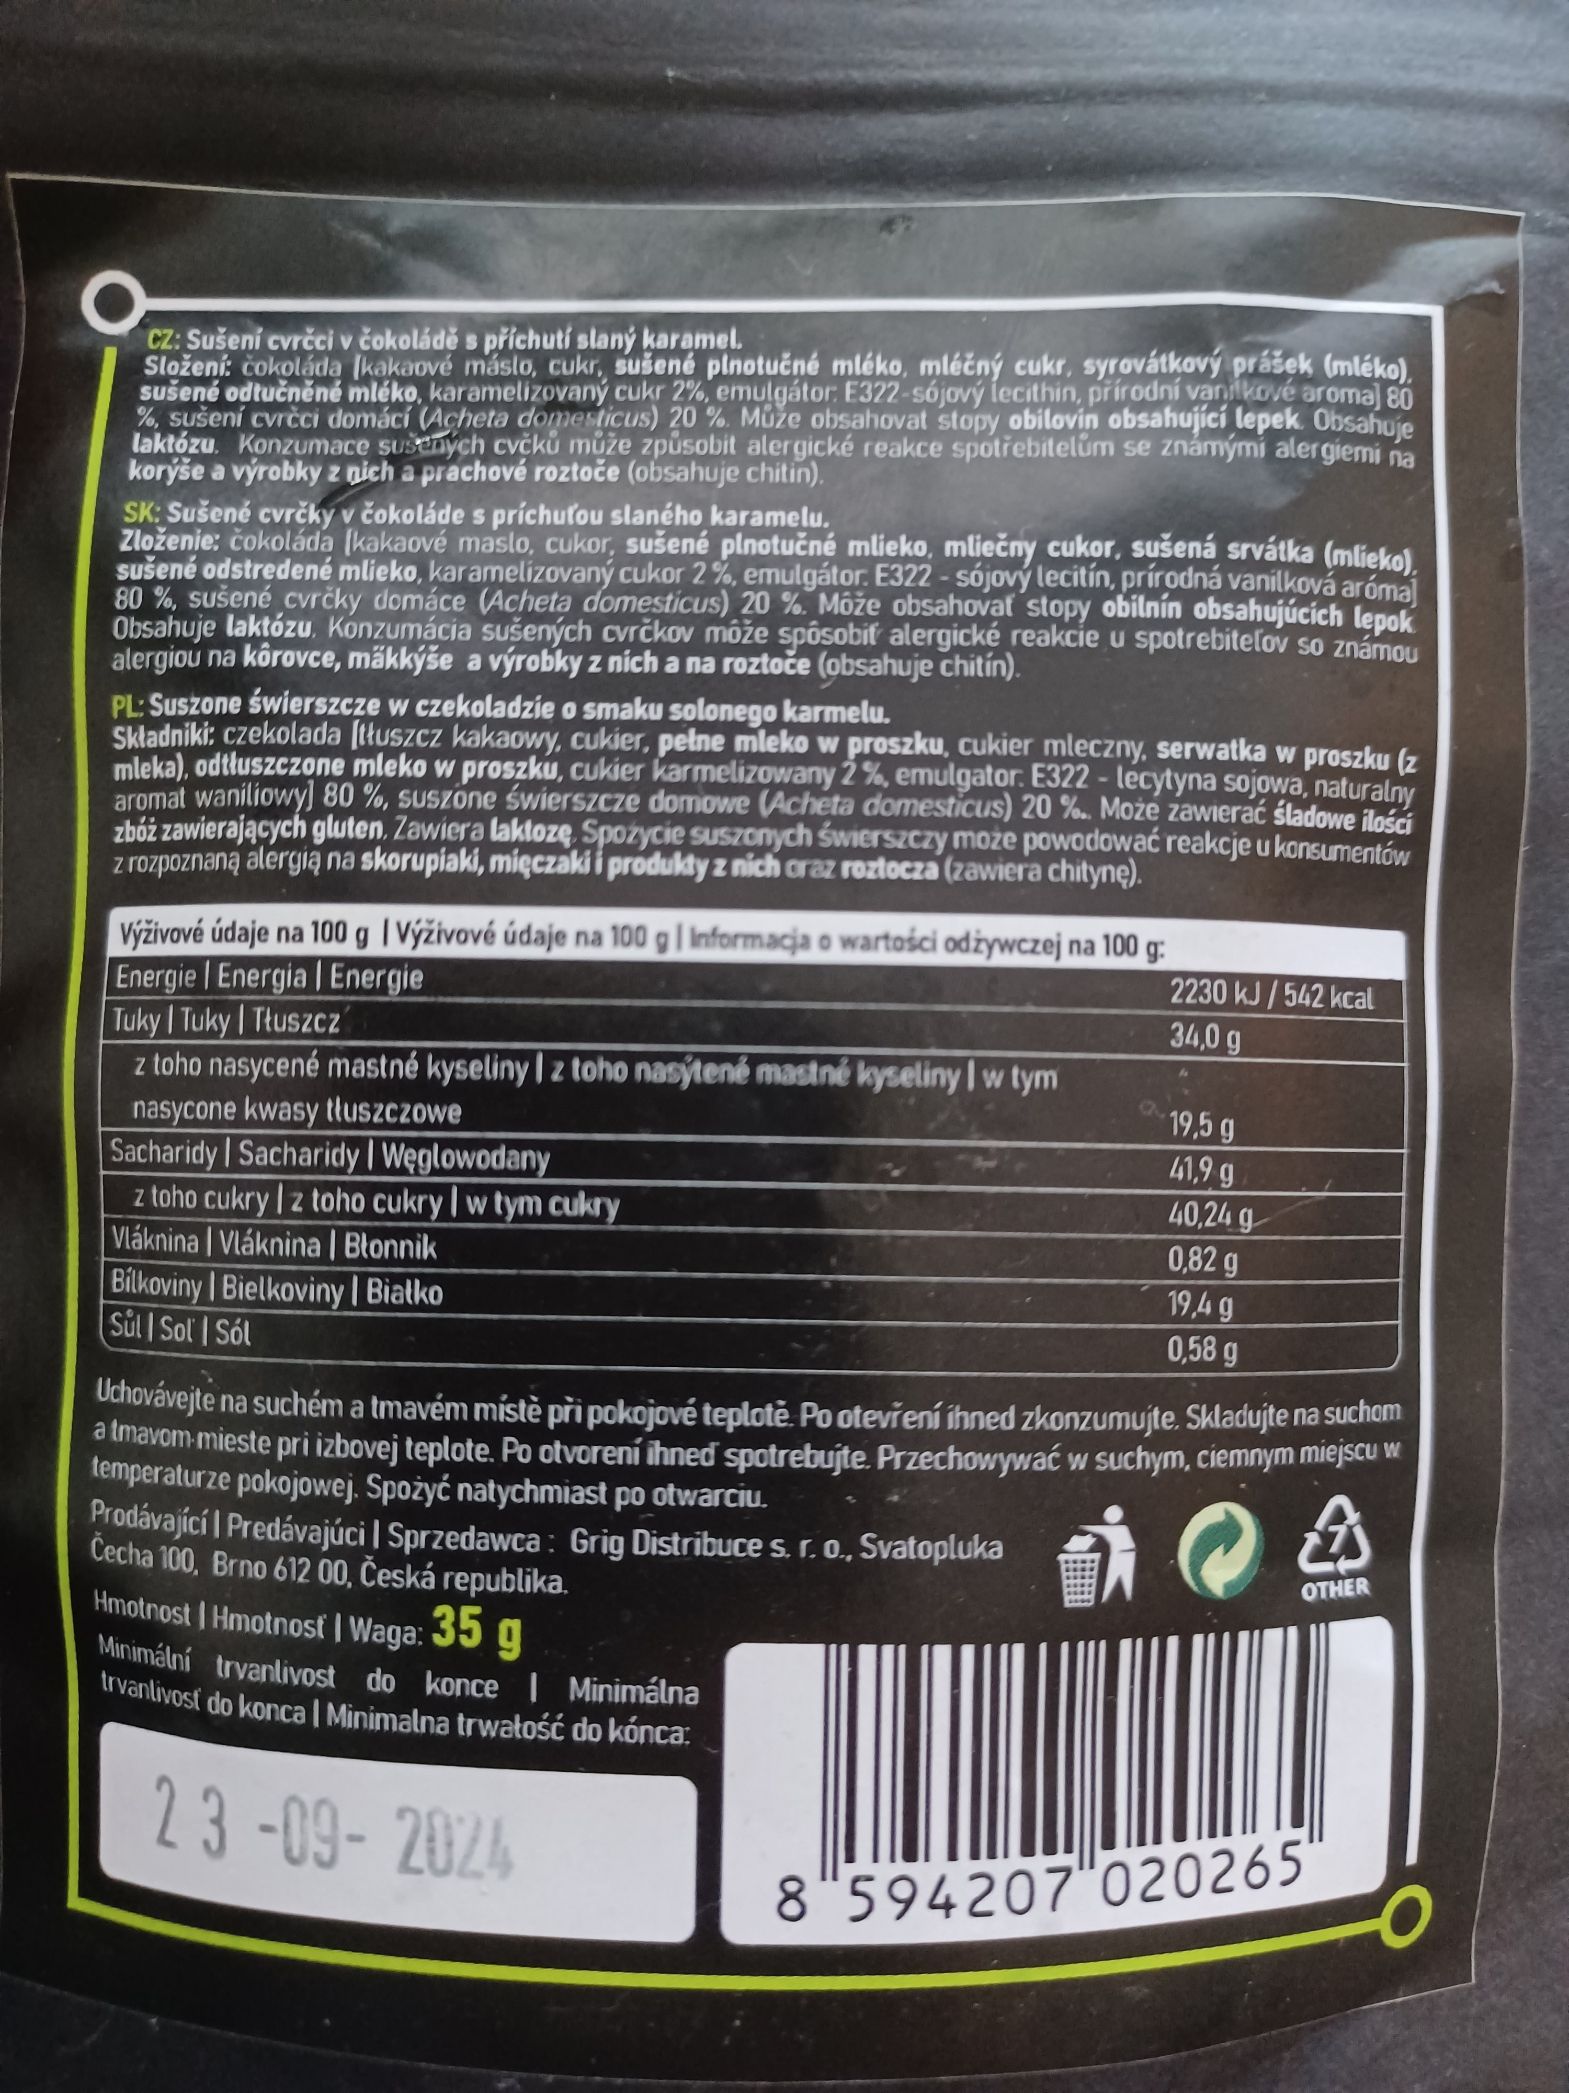 CZ: Sušení cvrčci v čokoládě s příchutí slaný karamel.
Složení: čokoláda [kakaové máslo, cukr, sušené plnotučné mléko, mléčný cukr, syrovátkový prášek (mléko),
sušené odtučněné mléko, karamelizovaný cukr 2%, emulgátor: E322-sójový lecithin, přírodní vanilkové aroma] 80
%, sušení cvrčci domácí (Acheta domesticus) 20 %. Může obsahovat stopy obilovin obsahující lepek. Obsahuje
laktózu. Konzumace sušených cvčků může způsobit alergické reakce spotřebitelům se známými alergiemi na
korýše a výrobky z nich a prachové roztoče (obsahuje chitin).
SK: Sušené cvrčky v čokoláde s príchuťou slaného karamelu.
Zloženie: čokoláda [kakaové maslo, cukor, sušené plnotučné mlieko, mliečny cukor, sušená srvátka (mlieko),
sušené odstredené mlieko, karamelizovaný cukor 2 %, emulgátor: E322 - sójový lecitín, prírodná vanilková aróma]
80 %, sušené cvrčky domáce (Acheta domesticus) 20 %. Môže obsahovať stopy obilnín obsahujúcich lepok.
Obsahuje laktózu. Konzumácia sušených cvrčkov môže spôsobiť alergické reakcie u spotrebiteľov so známou
alergiou na kôrovce, mäkkýše a výrobky z nich a na roztoče (obsahuje chitín).
PL: Suszone świerszcze w czekoladzie o smaku solonego karmelu.
Składniki: czekolada [tłuszcz kakaowy, cukier, pełne mleko w proszku, cukier mleczny, serwatka w proszku (z
mleka), odtłuszczone mleko w proszku, cukier karmelizowany 2 %, emulgator: E322 - lecytyna sojowa, naturalny
aromat waniliowy] 80 %, suszone świerszcze domowe (Acheta domesticus) 20 %.. Może zawierać śladowe ilości
zbóż zawierających gluten. Zawiera laktozę. Spożycie suszonych świerszczy może powodować reakcje u konsumentów
z rozpoznaną alergią na skorupiaki, mięczaki i produkty z nich oraz roztocza (zawiera chitynę).
Výživové údaje na 100 g | Výživové údaje na 100 g | Informacja o wartości odżywczej na 100 g:
Energie | Energia | Energie 2230 kJ / 542 kcal
Tuky | Tuky | Tłuszcz 34,0 g
z toho nasycené mastné kyseliny | z toho nasýtené mastné kyseliny | w tym
nasycone kwasy tłuszczowe 19,5 g
Sacharidy | Sacharidy | Węglowodany 41,9 g
z toho cukry | z toho cukry | w tym cukry 40,24 g
Vláknina | Vláknina | Błonnik 0,82 g
Bílkoviny | Bielkoviny | Białko 19,4 g
Sůl | Soľ | Sól 0,58 g
Uchovávejte na suchém a tmavém místě při pokojové teplotě. Po otevření ihned zkonzumujte. Skladujte na suchom
a tmavom mieste pri izbovej teplote. Po otvorení ihneď spotrebujte. Przechowywać w suchym, ciemnym miejscu w
temperaturze pokojowej. Spożyć natychmiast po otwarciu.
Prodávající | Predávajúci | Sprzedawca : Grig Distribuce s. r. o., Svatopluka
Čecha 100, Brno 612 00, Česká republika.
Hmotnost | Hmotnosť | Waga: 35 g
Minimální trvanlivost do konce | Minimálna
trvanlivosť do konca | Minimalna trwałość do kónca:
23-09-2024
7
OTHER
8 594207 020265